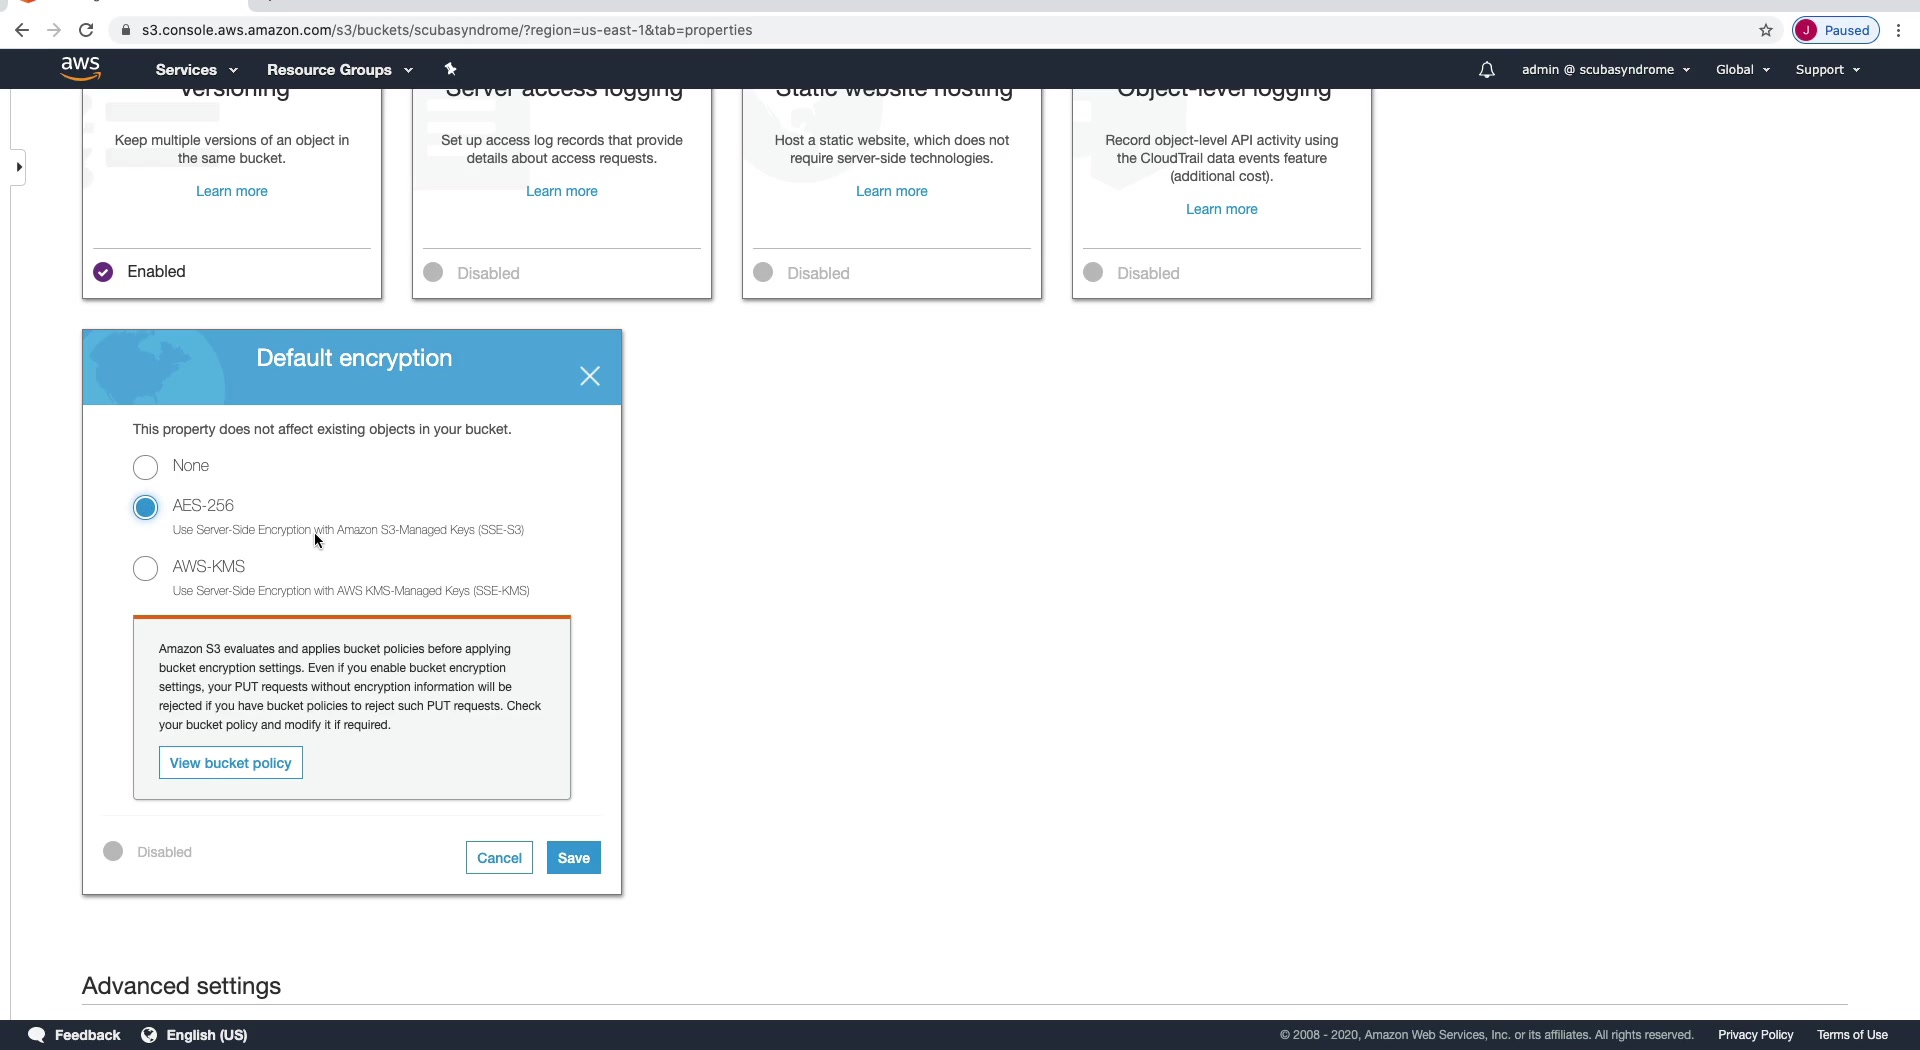 s3.console.aws.amazon.com/s3/buckets/scubasyndrome/?region=us-east-1&tab=properties
J Paused
aws
Services
Resource Groups
admin @ scubasyndrome
Global
Support
Versioning
Keep multiple versions of an object in
the same bucket.
Learn more
Enabled
Server access logging
Set up access log records that provide
details about access requests.
Learn more
Disabled
Static website hosting
Host a static website, which does not
require server-side technologies.
Learn more
Disabled
Object-level logging
Record object-level API activity using
the CloudTrail data events feature
(additional cost).
Learn more
Disabled
Default encryption
This property does not affect existing objects in your bucket.
None
AES-256
Use Server-Side Encryption with Amazon S3-Managed Keys (SSE-S3)
AWS-KMS
Use Server-Side Encryption with AWS KMS-Managed Keys (SSE-KMS)
Amazon S3 evaluates and applies bucket policies before applying
bucket encryption settings. Even if you enable bucket encryption
settings, your PUT requests without encryption information will be
rejected if you have bucket policies to reject such PUT requests. Check
your bucket policy and modify it if required.
View bucket policy
Disabled
Cancel
Save
Advanced settings
Feedback
English (US)
© 2008 - 2020, Amazon Web Services, Inc. or its affiliates. All rights reserved.
Privacy Policy
Terms of Use